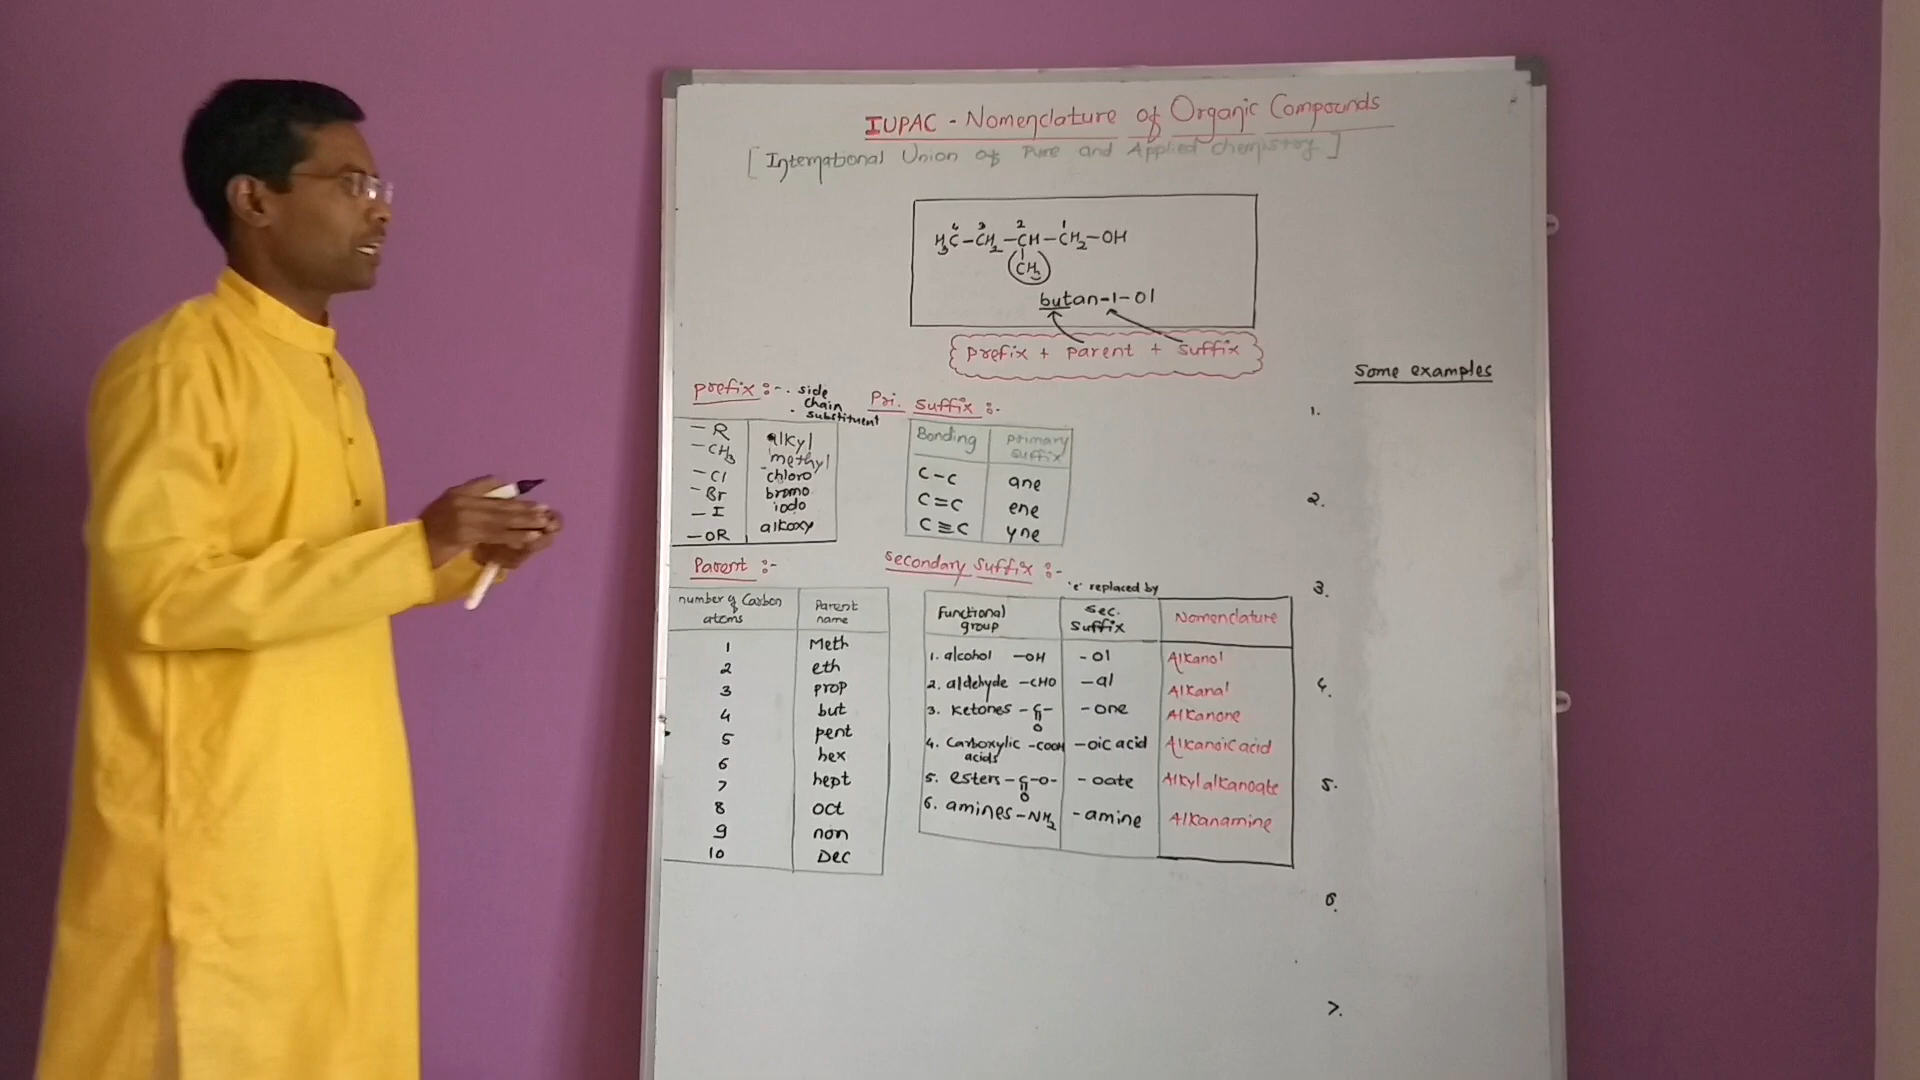 IUPAC - Nomenclature of Organic Compounds
[International Union of Pure and Applied Chemistry]
4 3 2 1
H3C-CH2-CH-CH2-OH
CH3
butan-1-ol
prefix + parent + suffix
Some examples
prefix :- . side
chain
. substituent
-R alkyl
-CH3 methyl
-Cl chloro
-Br bromo
-I iodo
-OR alkoxy
Pri. Suffix :-
Bonding primary suffix
C-C ane
C=C ene
C≡C yne
Parent :-
number of Carbon atoms Parent name
1 Meth
2 eth
3 prop
4 but
5 pent
6 hex
7 hept
8 oct
9 non
10 Dec
Secondary Suffix :-
'e' replaced by
Functional group Sec. Suffix Nomenclature
1. alcohol -OH -ol Alkanol
2. aldehyde -CHO -al Alkanal
3. Ketones -C- -one Alkanone
O
4. Carboxylic acids -COOH -oic acid Alkanoic acid
5. esters -C-O- -oate Alkylalkanoate
O
6. amines -NH2 -amine Alkanamine
1.
2.
3.
4.
5.
6.
7.